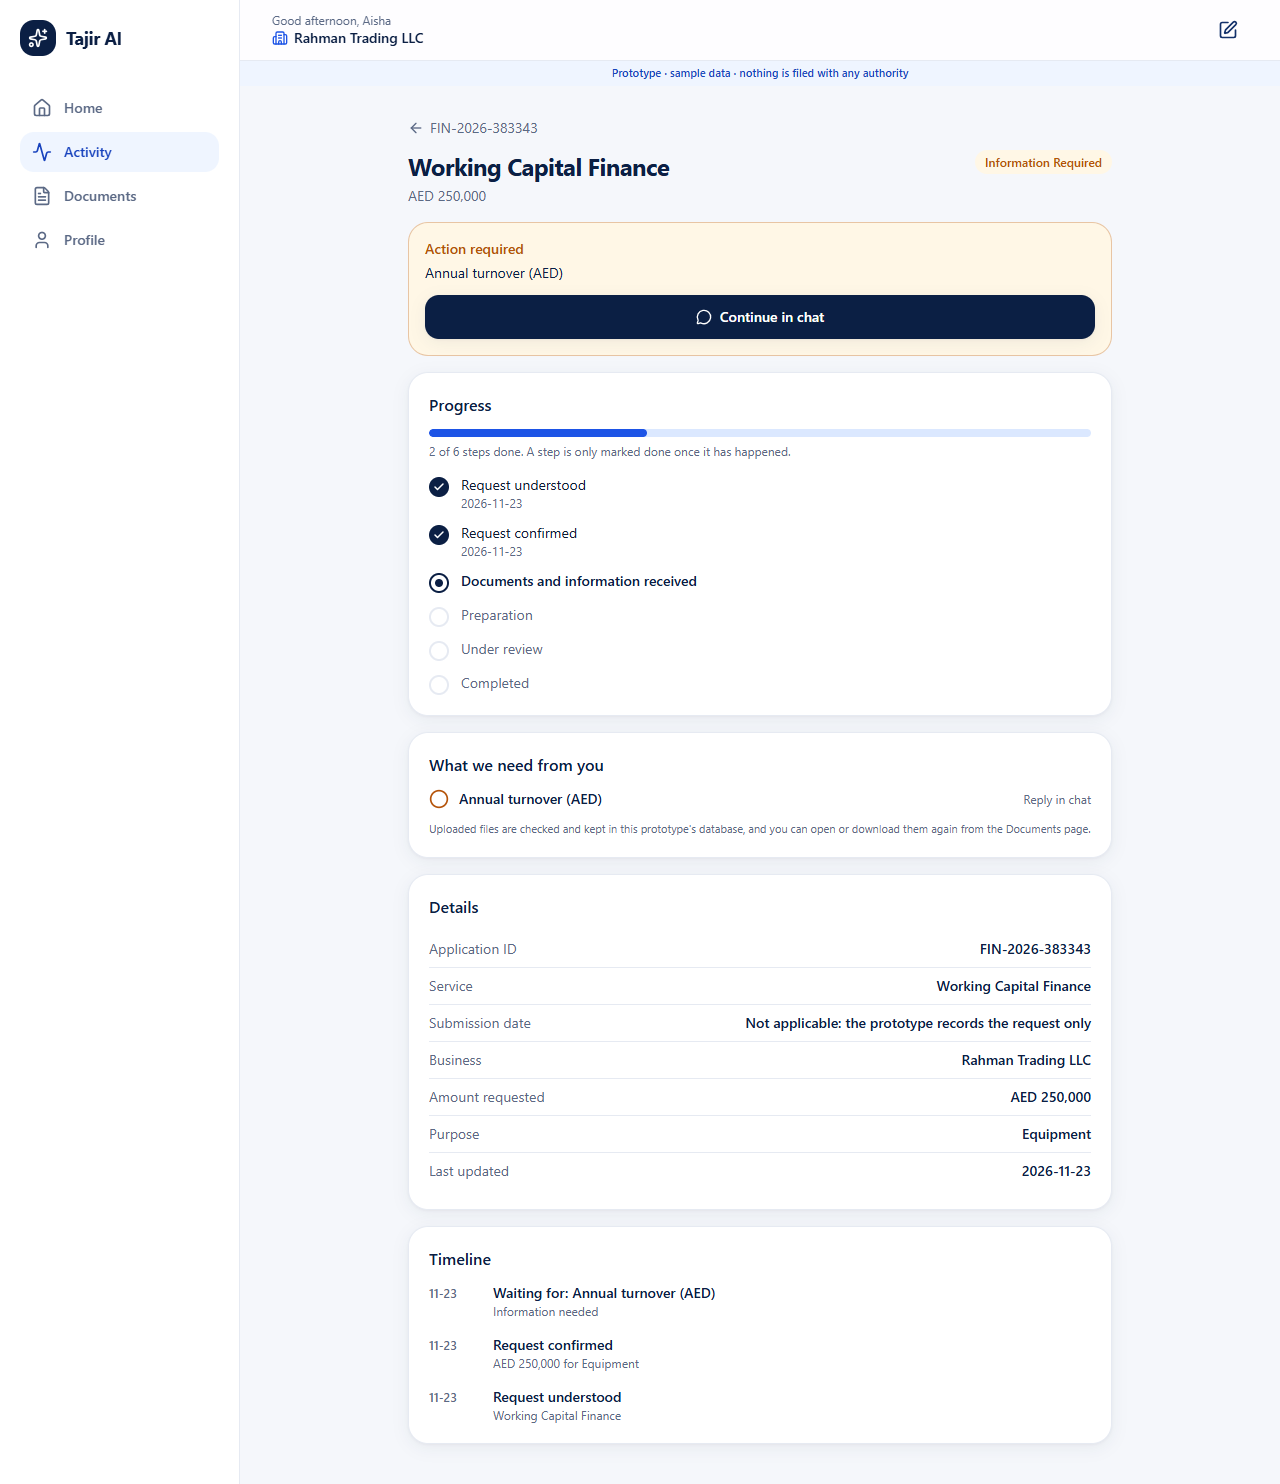 Tajir AI
Home
Activity
Documents
Profile
Good afternoon, Aisha
Rahman Trading LLC
Prototype · sample data · nothing is filed with any authority
FIN-2026-383343
Working Capital Finance
Information Required
AED 250,000
Action required
Annual turnover (AED)
Continue in chat
Progress
2 of 6 steps done. A step is only marked done once it has happened.
Request understood
2026-11-23
Request confirmed
2026-11-23
Documents and information received
Preparation
Under review
Completed
What we need from you
Annual turnover (AED) Reply in chat
Uploaded files are checked and kept in this prototype's database, and you can open or download them again from the Documents page.
Details
Application ID FIN-2026-383343
Service Working Capital Finance
Submission date Not applicable: the prototype records the request only
Business Rahman Trading LLC
Amount requested AED 250,000
Purpose Equipment
Last updated 2026-11-23
Timeline
11-23 Waiting for: Annual turnover (AED)
Information needed
11-23 Request confirmed
AED 250,000 for Equipment
11-23 Request understood
Working Capital Finance